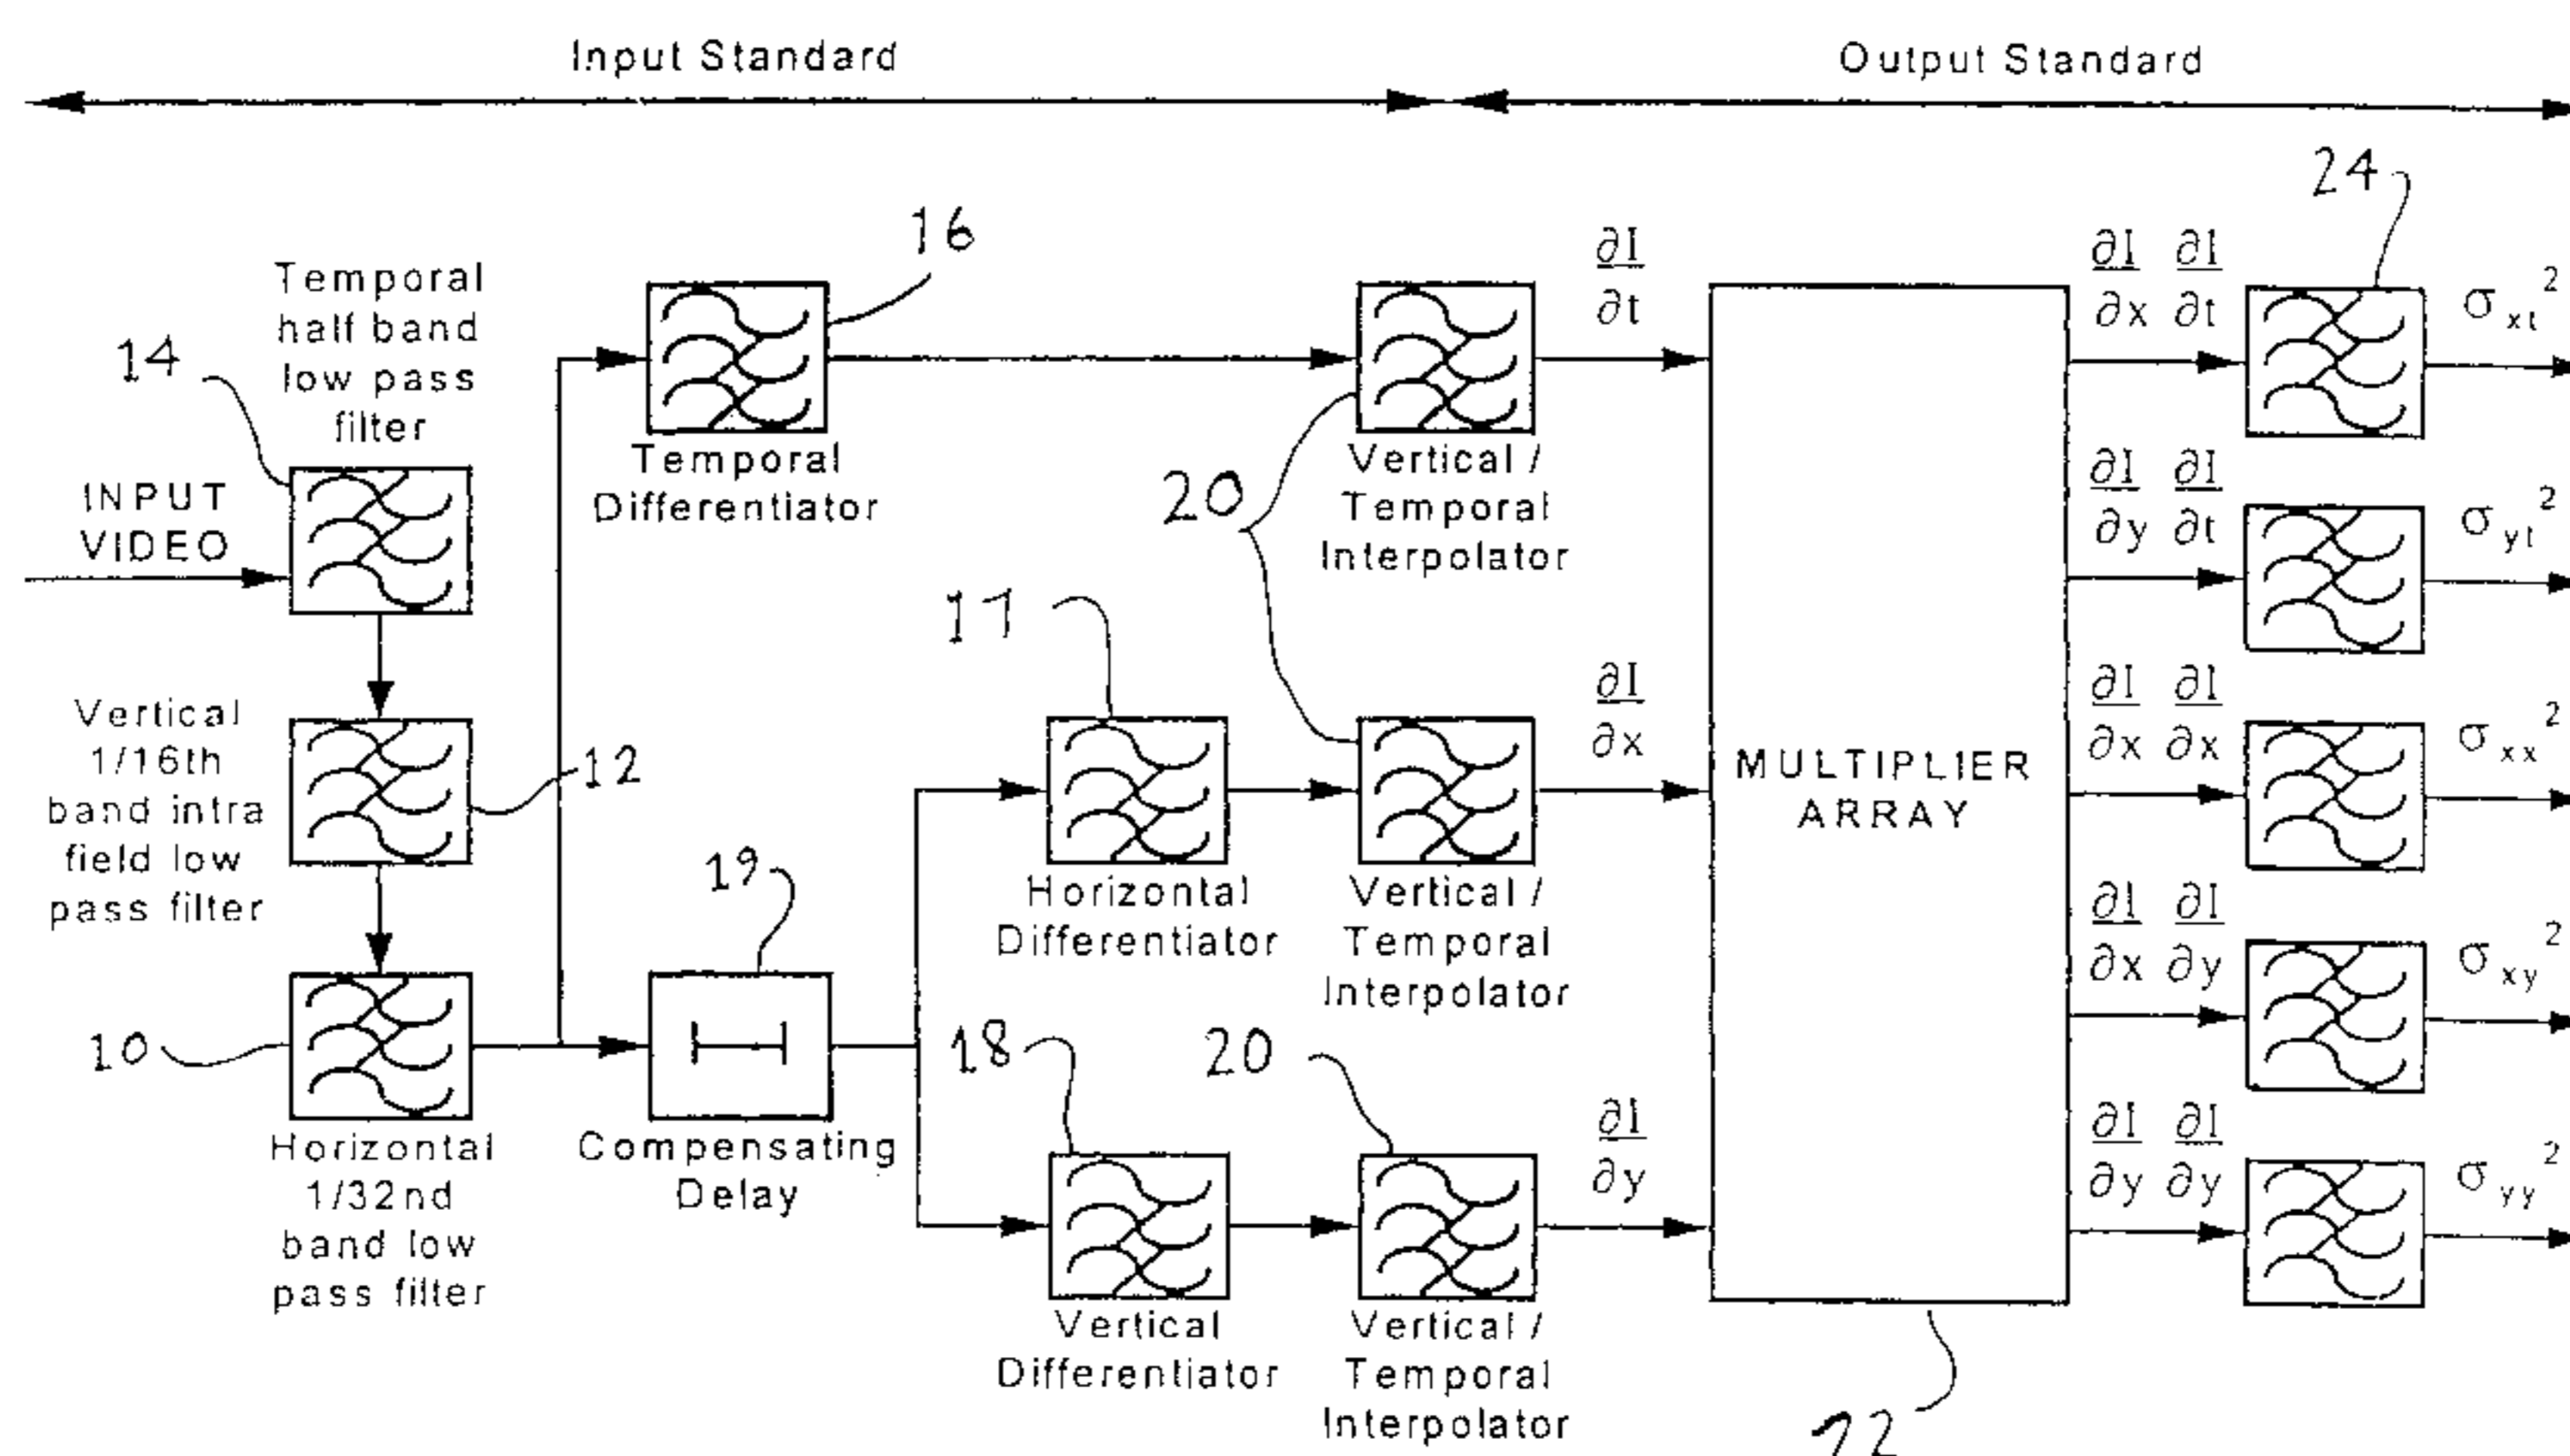 Input Standard
Output Standard
24
16
Temporal
half band
low pass
filter
14
INPUT
VIDEO
Temporal
Differentiator
20
Vertical /
Temporal
Interpolator
∂I
∂t
∂I ∂I
∂x ∂t
σxt²
∂I ∂I
∂y ∂t
σyt²
Vertical
1/16th
band intra
field low
pass filter
12
17
Horizontal
Differentiator
Vertical /
Temporal
Interpolator
∂I
∂x
MULTIPLIER
ARRAY
∂I ∂I
∂x ∂x
σxx²
∂I ∂I
∂x ∂y
σxy²
10
Horizontal
1/32nd
band low
pass filter
19
Compensating
Delay
18
Vertical
Differentiator
20
Vertical /
Temporal
Interpolator
∂I
∂y
∂I ∂I
∂y ∂y
σyy²
22